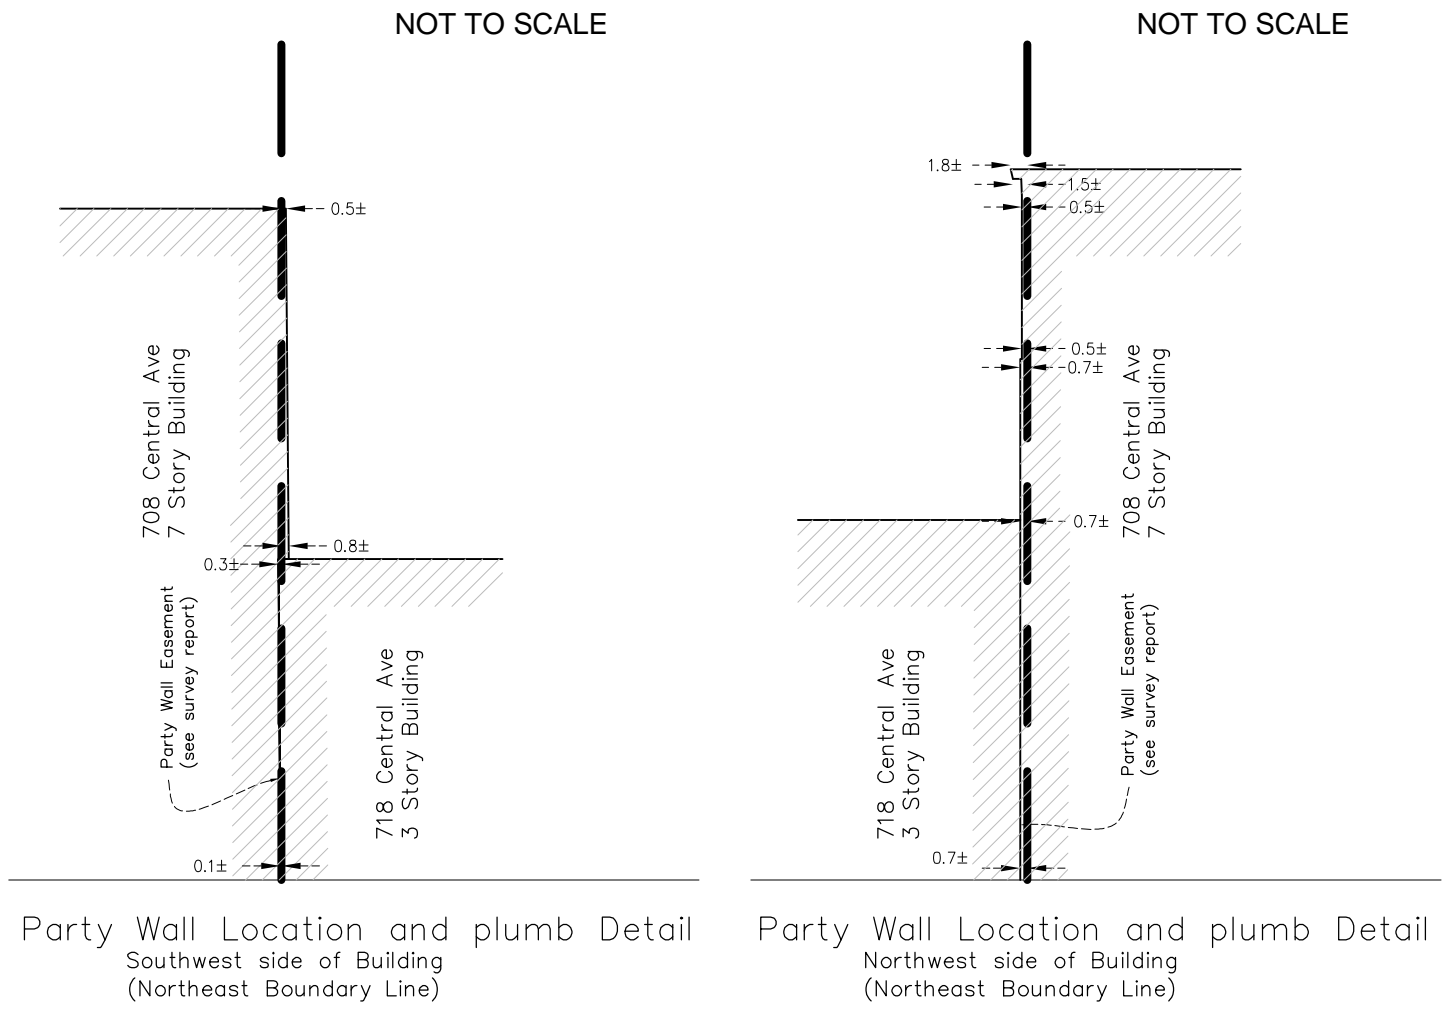 NOT TO SCALE
0.5±
708 Central Ave
7 Story Building
0.8±
0.3±
Party Wall Easement
(see survey report)
718 Central Ave
3 Story Building
0.1±
Party Wall Location and plumb Detail
Southwest side of Building
(Northeast Boundary Line)
NOT TO SCALE
1.8±
1.5±
0.5±
0.5±
0.7±
708 Central Ave
7 Story Building
0.7±
Party Wall Easement
(see survey report)
718 Central Ave
3 Story Building
0.7±
Party Wall Location and plumb Detail
Northwest side of Building
(Northeast Boundary Line)